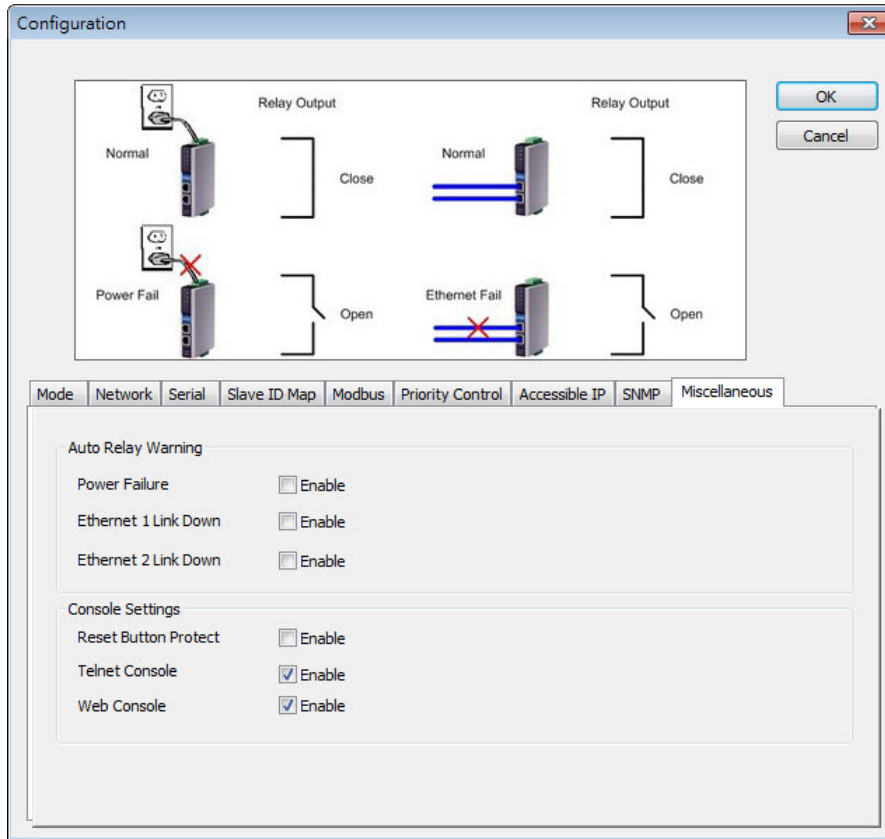 Configuration
Relay Output Relay Output
OK
Cancel
Normal Normal
Close Close
Power Fail Ethernet Fail
Open Open
Mode Network Serial Slave ID Map Modbus Priority Control Accessible IP SNMP Miscellaneous
Auto Relay Warning
Power Failure Enable
Ethernet 1 Link Down Enable
Ethernet 2 Link Down Enable
Console Settings
Reset Button Protect Enable
Telnet Console Enable
Web Console Enable